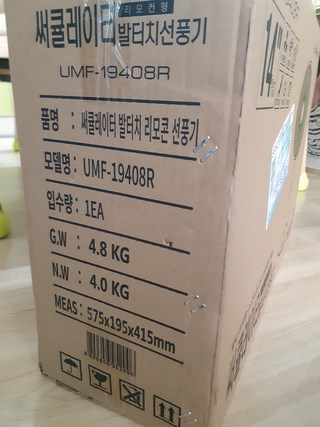 리모컨형
써큘레이터 발터치선풍기
UMF-19408R
품명 : 써큘레이터 발터치 리모콘 선풍기
모델명 : UMF-19408R
입수량 : 1EA
G.W : 4.8 KG
N.W : 4.0 KG
MEAS : 575x195x415mm
14"